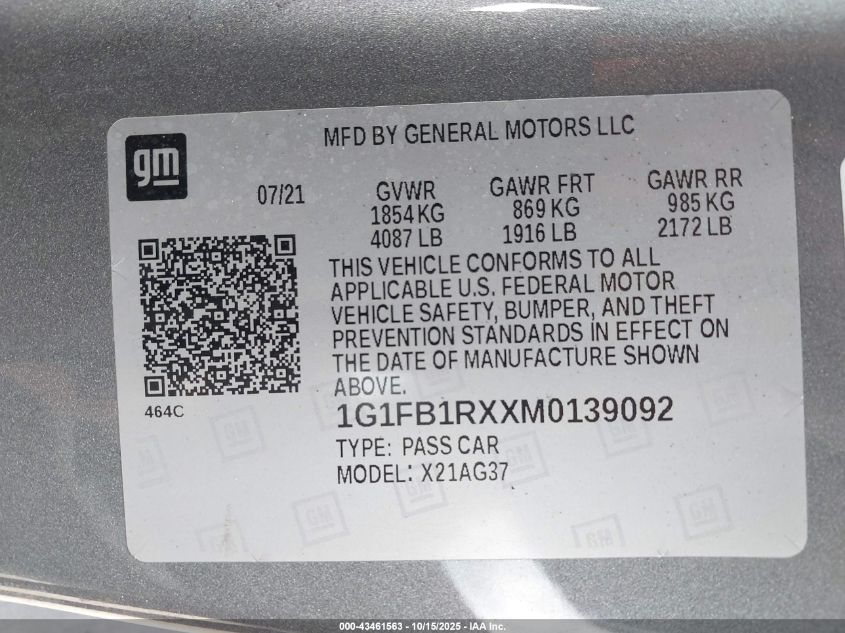 gm
MFD BY GENERAL MOTORS LLC
07/21
GVWR
1854 KG
4087 LB
GAWR FRT
869 KG
1916 LB
GAWR RR
985 KG
2172 LB
THIS VEHICLE CONFORMS TO ALL
APPLICABLE U.S. FEDERAL MOTOR
VEHICLE SAFETY, BUMPER, AND THEFT
PREVENTION STANDARDS IN EFFECT ON
THE DATE OF MANUFACTURE SHOWN
ABOVE.
464C
1G1FB1RXXM0139092
TYPE: PASS CAR
MODEL: X21AG37
000-43461563 - 10/15/2025 - IAA Inc.